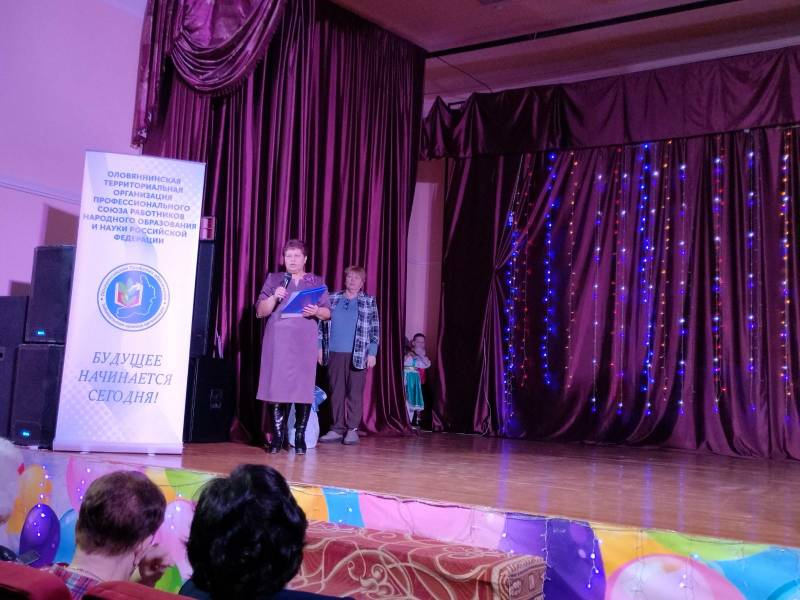 ОЛОВЯННИНСКАЯ
ТЕРРИТОРИАЛЬНАЯ
ОРГАНИЗАЦИЯ
ПРОФЕССИОНАЛЬНОГО
СОЮЗА РАБОТНИКОВ
НАРОДНОГО ОБРАЗОВАНИЯ
И НАУКИ РОССИЙСКОЙ
ФЕДЕРАЦИИ
БУДУЩЕЕ
НАЧИНАЕТСЯ
СЕГОДНЯ!